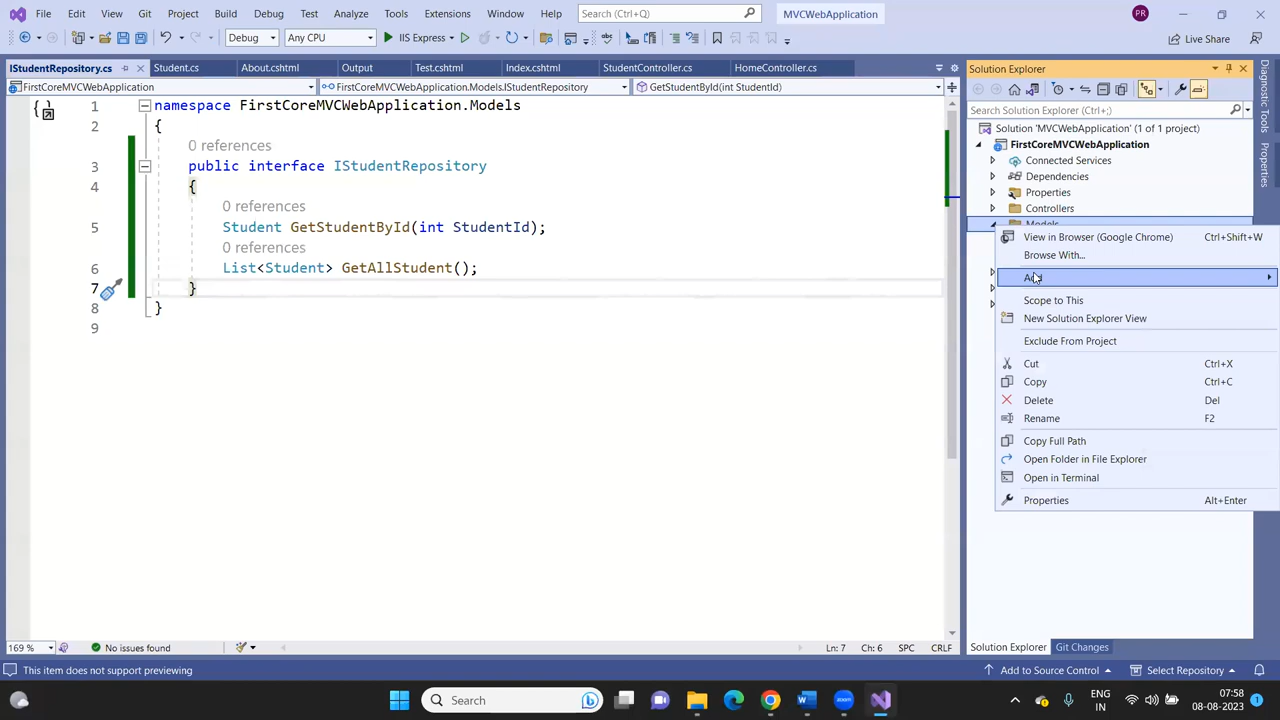 File Edit View Git Project Build Debug Test Analyze Tools Extensions Window Help Search (Ctrl+Q) MVCWebApplication PR
Debug Any CPU IIS Express Live Share
IStudentRepository.cs Student.cs About.cshtml Output Test.cshtml Index.cshtml StudentController.cs HomeController.cs
FirstCoreMVCWebApplication FirstCoreMVCWebApplication.Models.IStudentRepository GetStudentById(int StudentId)
1 namespace FirstCoreMVCWebApplication.Models
2 {
0 references
3 public interface IStudentRepository
4 {
0 references
5 Student GetStudentById(int StudentId);
0 references
6 List<Student> GetAllStudent();
7 }
8 }
9
169 % No issues found Ln: 7 Ch: 6 SPC CRLF
Solution Explorer
Search Solution Explorer (Ctrl+;)
Solution 'MVCWebApplication' (1 of 1 project)
FirstCoreMVCWebApplication
Connected Services
Dependencies
Properties
Controllers
Models
View in Browser (Google Chrome) Ctrl+Shift+W
Browse With...
Add
Scope to This
New Solution Explorer View
Exclude From Project
Cut Ctrl+X
Copy Ctrl+C
Delete Del
Rename F2
Copy Full Path
Open Folder in File Explorer
Open in Terminal
Properties Alt+Enter
Solution Explorer Git Changes
Diagnostic Tools
Properties
This item does not support previewing Add to Source Control Select Repository
Search ENG IN 07:58 08-08-2023